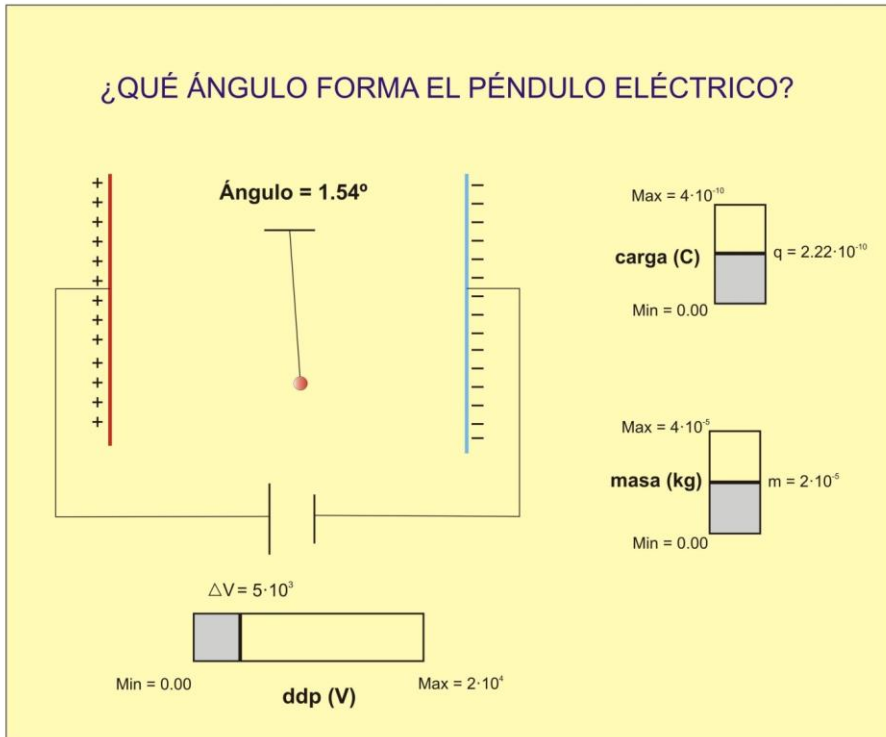 ¿QUÉ ÁNGULO FORMA EL PÉNDULO ELÉCTRICO?
Ángulo = 1.54º
Max = 4·10⁻¹⁰
carga (C)
q = 2.22·10⁻¹⁰
Min = 0.00
Max = 4·10⁻⁵
masa (kg)
m = 2·10⁻⁵
Min = 0.00
△V = 5·10³
Min = 0.00
ddp (V)
Max = 2·10⁴